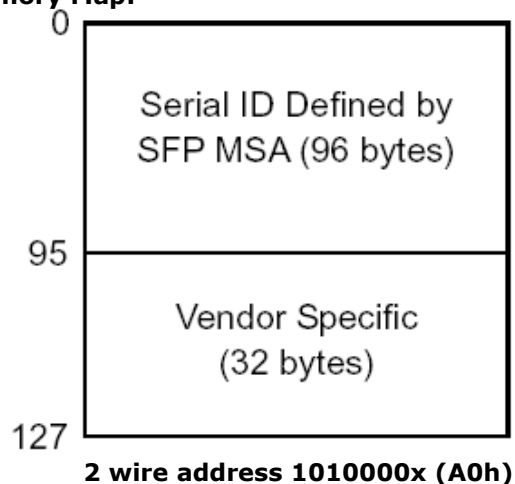 0
Serial ID Defined by
SFP MSA (96 bytes)
95
Vendor Specific
(32 bytes)
127
2 wire address 1010000x (A0h)